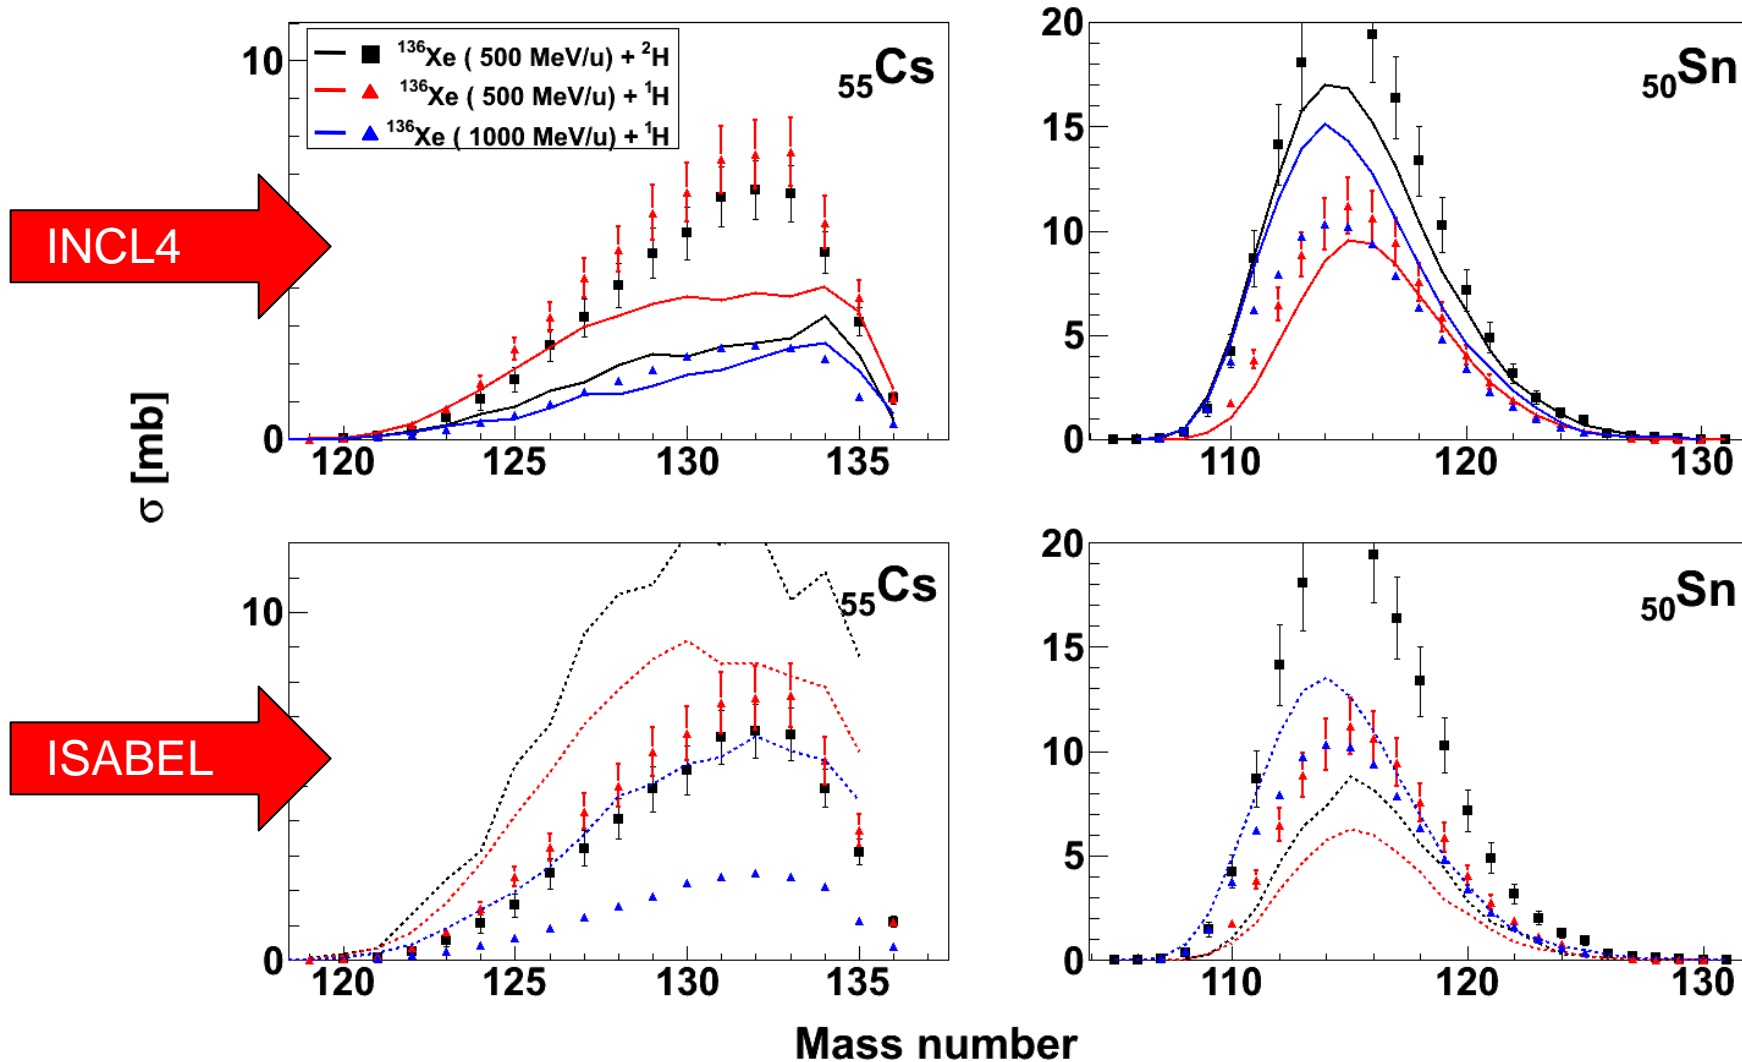 10
0
120
125
130
135
¹³⁶Xe ( 500 MeV/u) + ²H
¹³⁶Xe ( 500 MeV/u) + ¹H
¹³⁶Xe ( 1000 MeV/u) + ¹H
₅₅Cs
20
15
10
5
0
110
120
130
₅₀Sn
INCL4
σ [mb]
10
0
120
125
130
135
₅₅Cs
20
15
10
5
0
110
120
130
₅₀Sn
ISABEL
Mass number